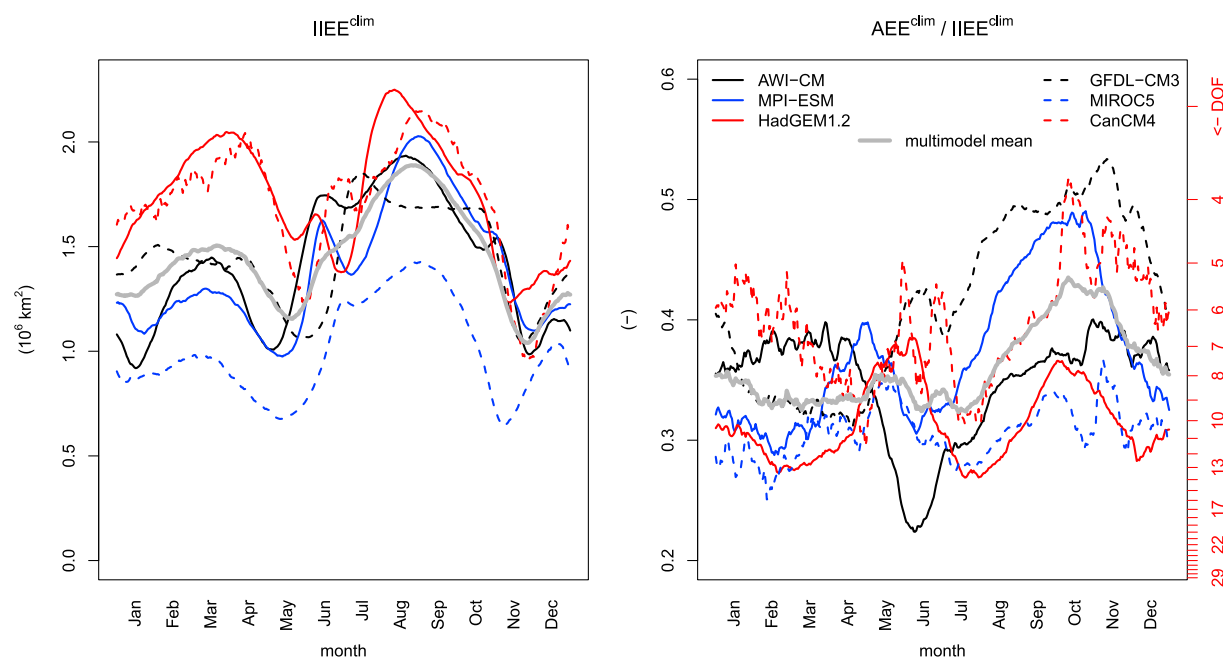 IIEE^clim
(10^6 km^2)
2.0
1.5
1.0
0.5
0.0
Jan Feb Mar Apr May Jun Jul Aug Sep Oct Nov Dec
month
AEE^clim / IIEE^clim
(−)
0.6
0.5
0.4
0.3
0.2
AWI−CM
MPI−ESM
HadGEM1.2
GFDL−CM3
MIROC5
CanCM4
multimodel mean
<− DOF
4
5
6
7
8
10
13
17
22
29
Jan Feb Mar Apr May Jun Jul Aug Sep Oct Nov Dec
month